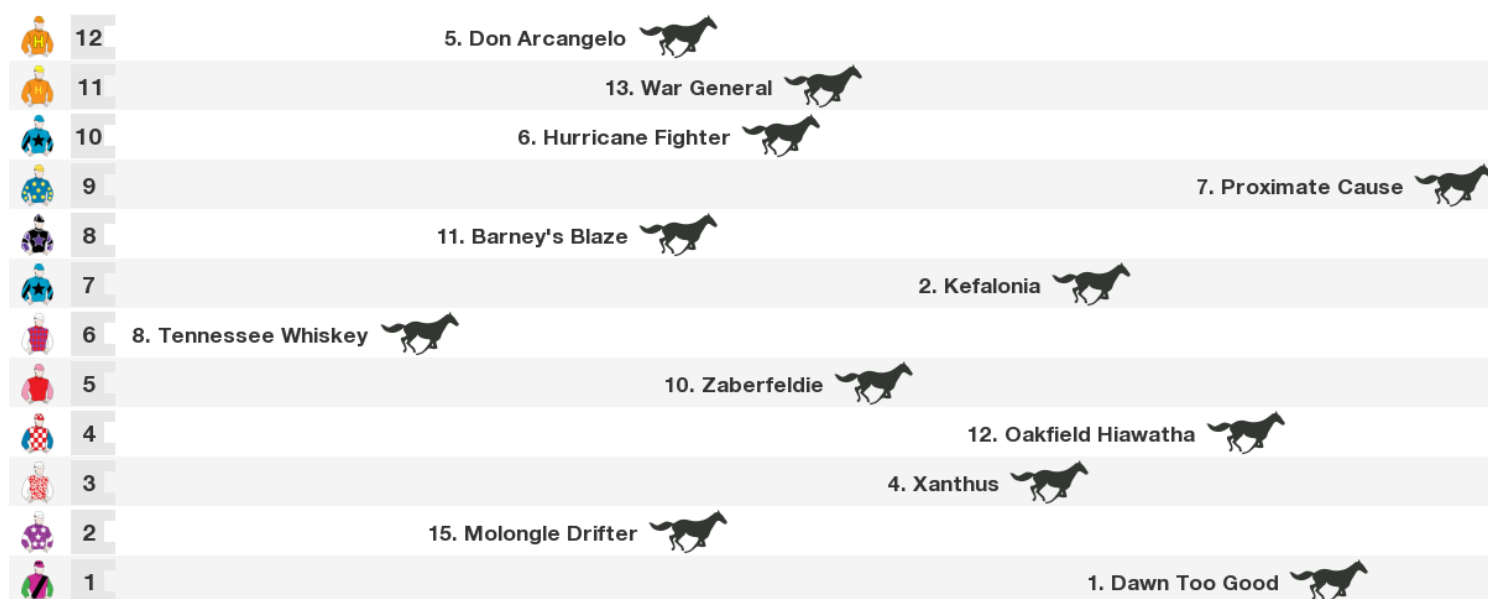 12 5. Don Arcangelo
11 13. War General
10 6. Hurricane Fighter
9 7. Proximate Cause
8 11. Barney's Blaze
7 2. Kefalonia
6 8. Tennessee Whiskey
5 10. Zaberfeldie
4 12. Oakfield Hiawatha
3 4. Xanthus
2 15. Molongle Drifter
1 1. Dawn Too Good